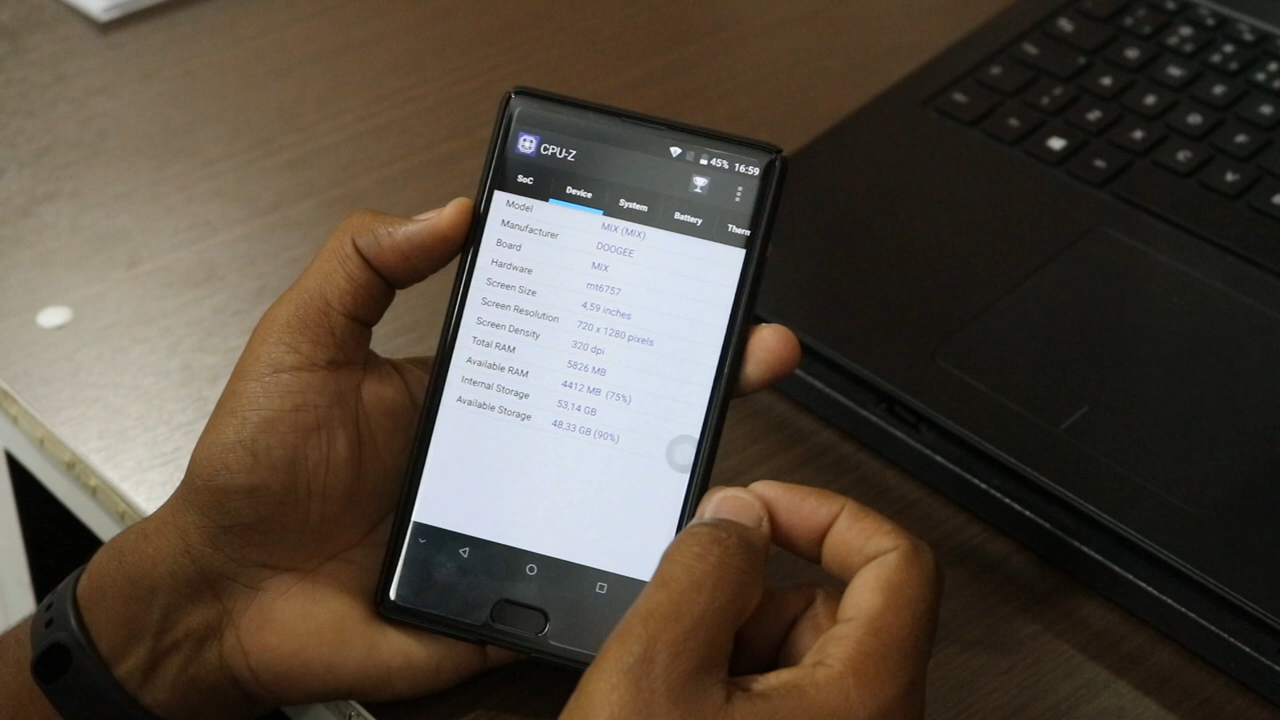 45% 16:59
CPU-Z
SoC Device System Battery Therm
Model MIX (MIX)
Manufacturer DOOGEE
Board MIX
Hardware mt6757
Screen Size 4,59 inches
Screen Resolution 720 x 1280 pixels
Screen Density 320 dpi
Total RAM 5826 MB
Available RAM 4412 MB (75%)
Internal Storage 53,14 GB
Available Storage 48,33 GB (90%)